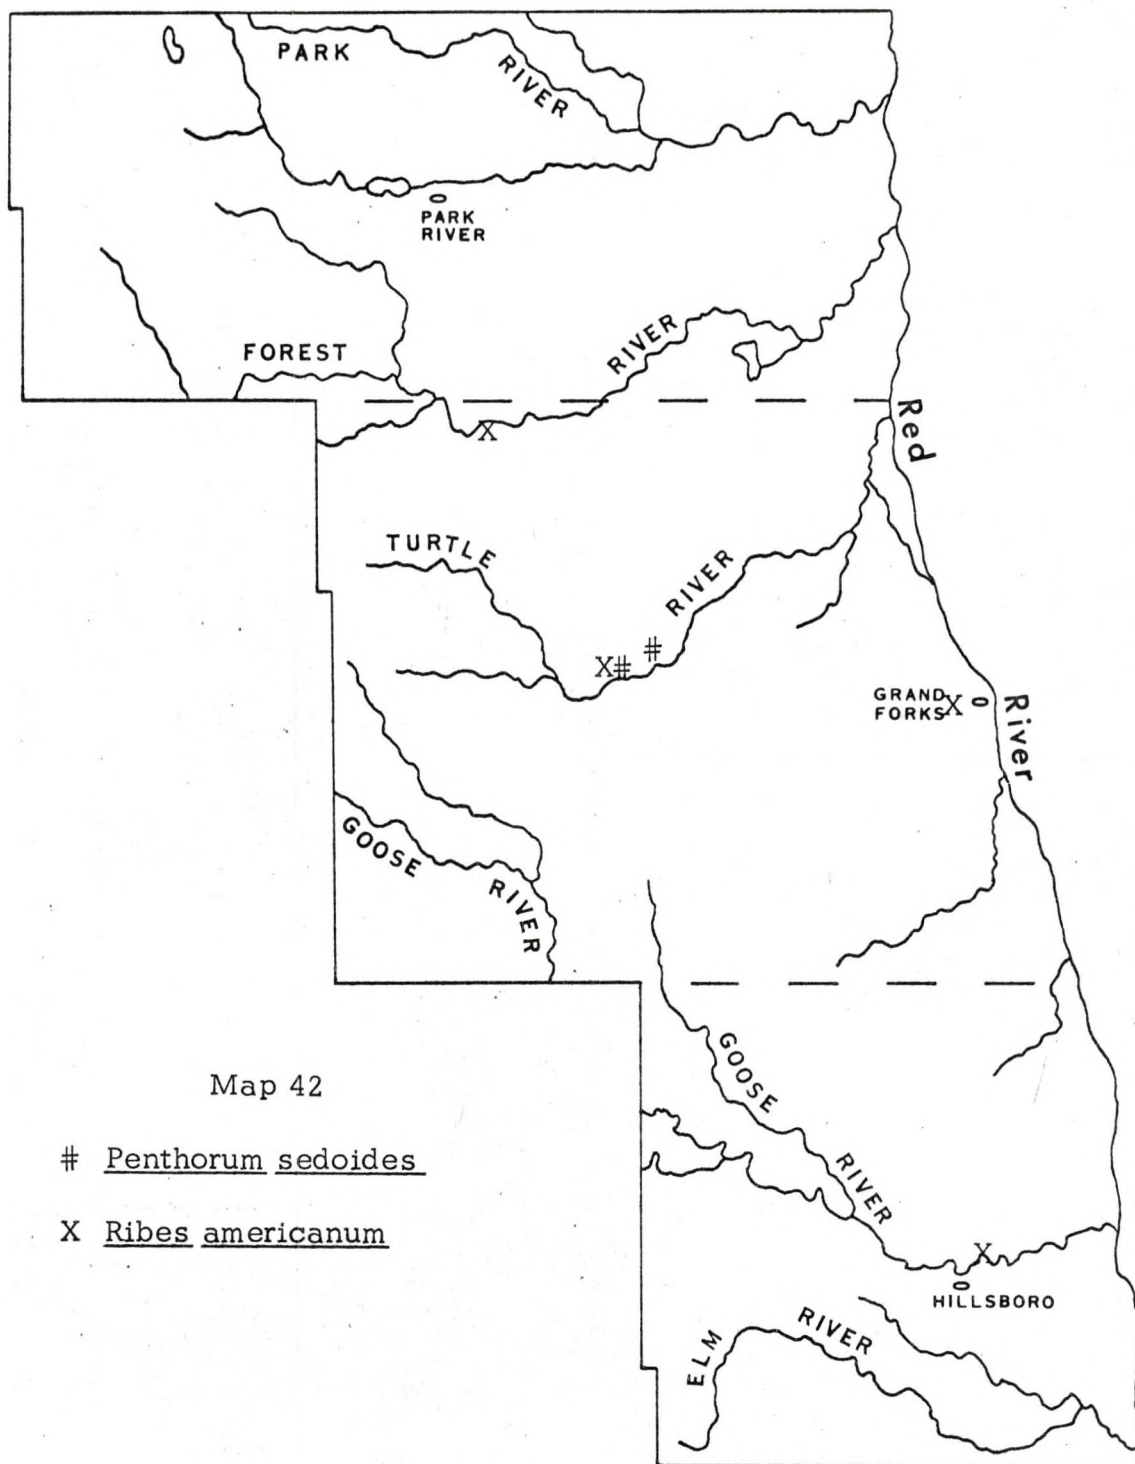 PARK
RIVER
PARK
RIVER
FOREST
RIVER
Red
River
X
TURTLE
RIVER
X#
#
GRAND
FORKS
X
GOOSE
RIVER
GOOSE
RIVER
X
HILLSBORO
ELM
RIVER
Map 42
# Penthorum sedoides
X Ribes americanum